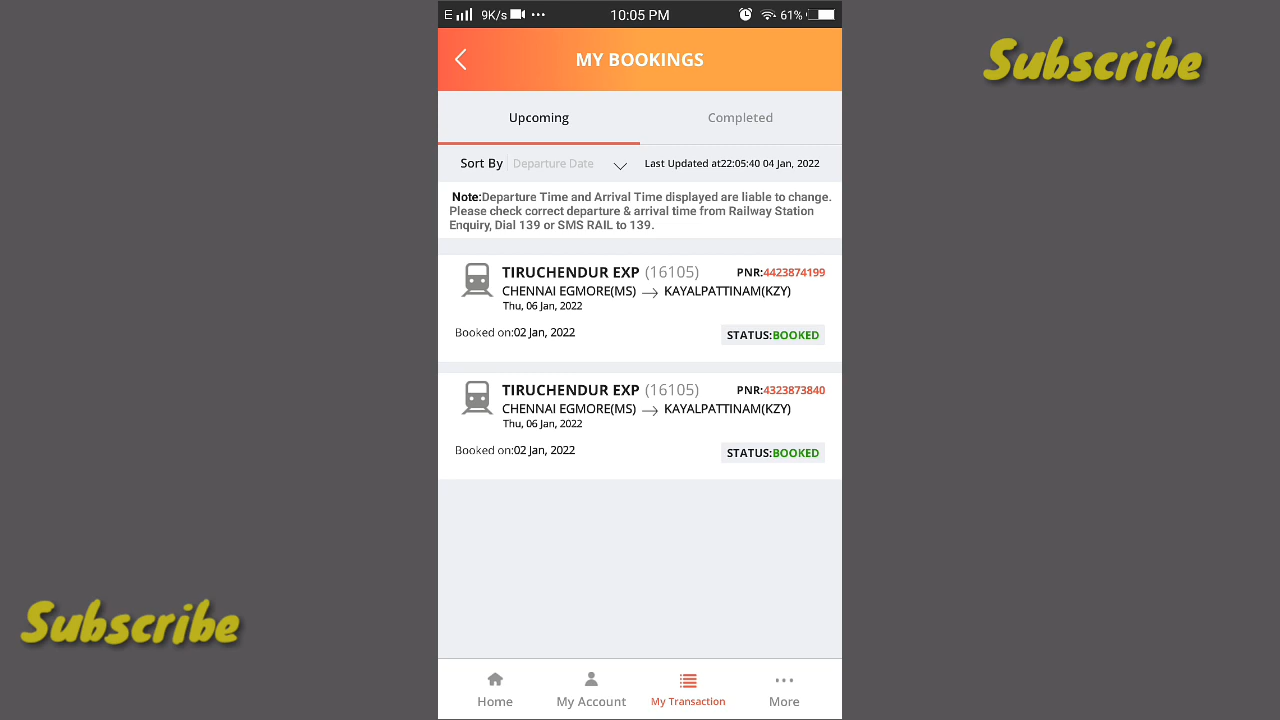 E 9K/s 10:05 PM 61%
MY BOOKINGS
Subscribe
Upcoming Completed
Sort By Departure Date Last Updated at22:05:40 04 Jan, 2022
Note:Departure Time and Arrival Time displayed are liable to change.
Please check correct departure & arrival time from Railway Station
Enquiry, Dial 139 or SMS RAIL to 139.
TIRUCHENDUR EXP (16105) PNR:4423874199
CHENNAI EGMORE(MS) → KAYALPATTINAM(KZY)
Thu, 06 Jan, 2022
Booked on:02 Jan, 2022 STATUS:BOOKED
TIRUCHENDUR EXP (16105) PNR:4323873840
CHENNAI EGMORE(MS) → KAYALPATTINAM(KZY)
Thu, 06 Jan, 2022
Booked on:02 Jan, 2022 STATUS:BOOKED
Subscribe
Home My Account My Transaction More